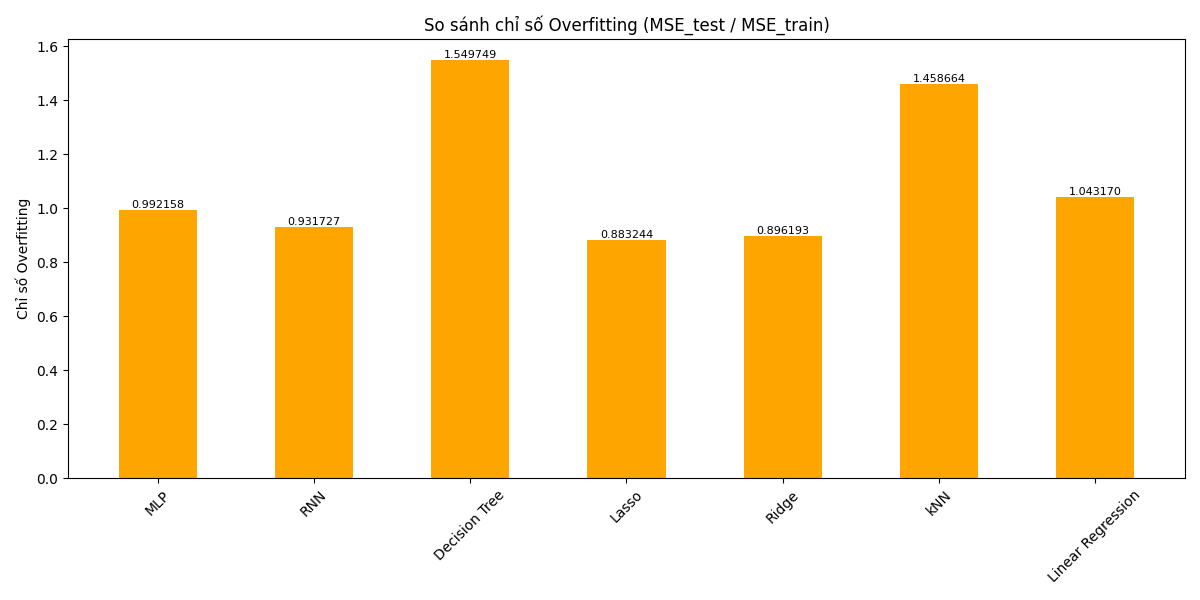 So sánh chỉ số Overfitting (MSE_test / MSE_train)
Chỉ số Overfitting
1.6
1.4
1.2
1.0
0.8
0.6
0.4
0.2
0.0
0.992158
0.931727
1.549749
0.883244
0.896193
1.458664
1.043170
MLP
RNN
Decision Tree
Lasso
Ridge
kNN
Linear Regression